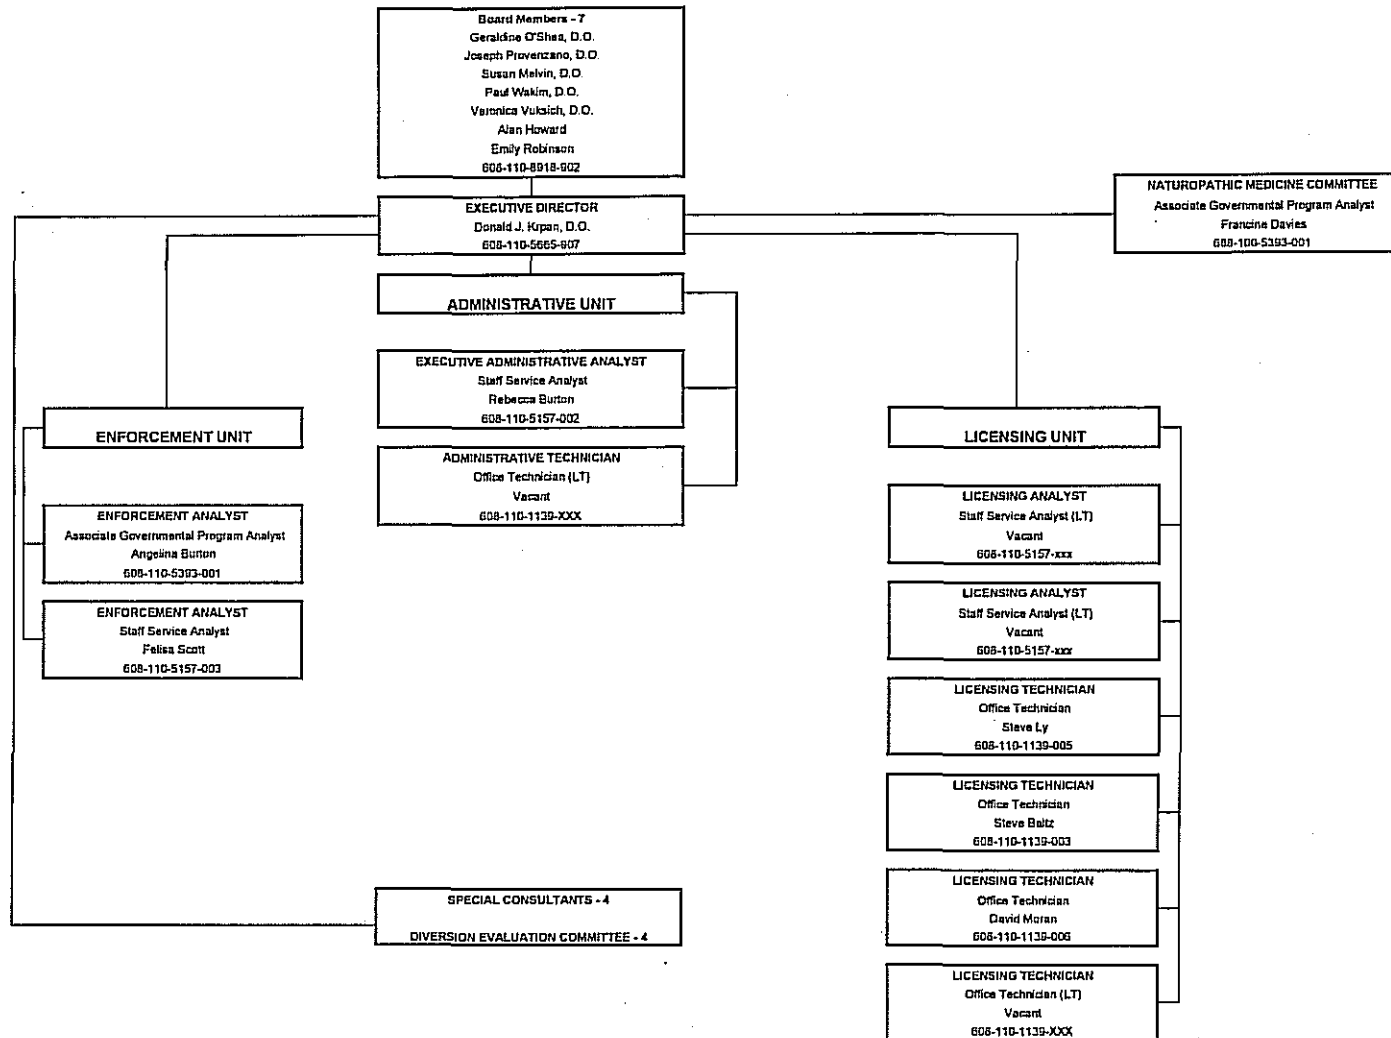 Board Members - 7
Geraldine O'Shea, D.O.
Joseph Provenzano, D.O.
Susan Melvin, D.O.
Paul Wakim, D.O.
Veronica Vuksich, D.O.
Alan Howard
Emily Robinson
608-110-8918-902
EXECUTIVE DIRECTOR
Donald J. Krpan, D.O.
608-110-5665-907
NATUROPATHIC MEDICINE COMMITTEE
Associate Governmental Program Analyst
Francine Davies
608-100-5393-001
ADMINISTRATIVE UNIT
EXECUTIVE ADMINISTRATIVE ANALYST
Staff Service Analyst
Rebecca Burton
608-110-5157-002
ADMINISTRATIVE TECHNICIAN
Office Technician (LT)
Vacant
608-110-1139-XXX
ENFORCEMENT UNIT
ENFORCEMENT ANALYST
Associate Governmental Program Analyst
Angelina Burton
608-110-5393-001
ENFORCEMENT ANALYST
Staff Service Analyst
Felisa Scott
608-110-5157-003
LICENSING UNIT
LICENSING ANALYST
Staff Service Analyst (LT)
Vacant
608-110-5157-xxx
LICENSING ANALYST
Staff Service Analyst (LT)
Vacant
608-110-5157-xxx
LICENSING TECHNICIAN
Office Technician
Steve Ly
608-110-1139-005
LICENSING TECHNICIAN
Office Technician
Steve Baltz
608-110-1139-003
LICENSING TECHNICIAN
Office Technician
David Moran
608-110-1139-006
LICENSING TECHNICIAN
Office Technician (LT)
Vacant
608-110-1139-XXX
SPECIAL CONSULTANTS - 4
DIVERSION EVALUATION COMMITTEE - 4